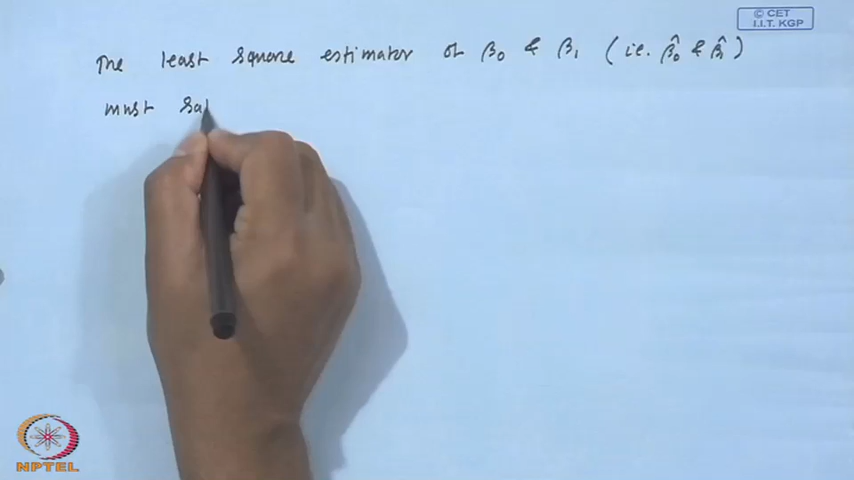 © CET
I.I.T. KGP
The least square estimator of β₀ & β₁ (i.e. β̂₀ & β̂₁)
must sa
NPTEL